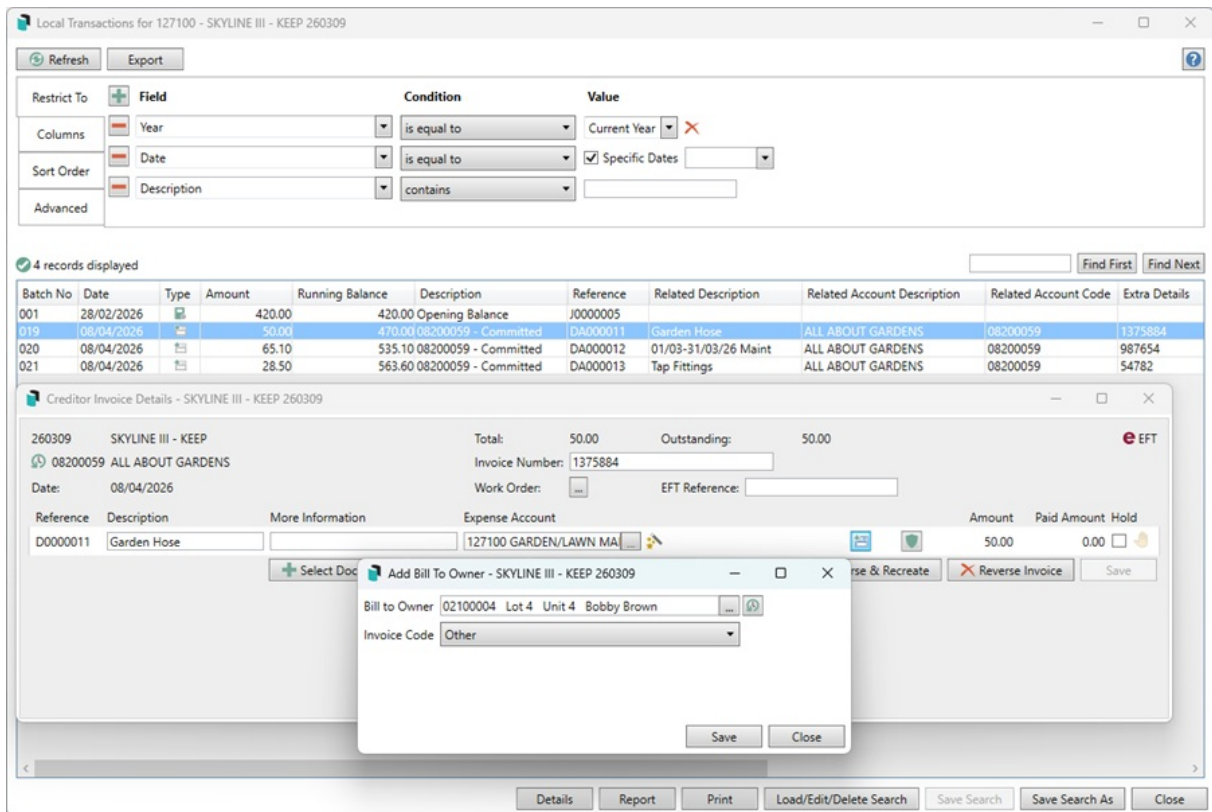 Local Transactions for 127100 - SKYLINE III - KEEP 260309
Refresh Export
Restrict To Field Condition Value
Columns Year is equal to Current Year
Sort Order Date is equal to Specific Dates
Advanced Description contains
4 records displayed Find First Find Next
Batch No Date Type Amount Running Balance Description Reference Related Description Related Account Description Related Account Code Extra Details
001 28/02/2026 420.00 420.00 Opening Balance J0000005
019 08/04/2026 50.00 470.00 08200059 - Committed DA000011 Garden Hose ALL ABOUT GARDENS 08200059 1375884
020 08/04/2026 65.10 535.10 08200059 - Committed DA000012 01/03-31/03/26 Maint ALL ABOUT GARDENS 08200059 987654
021 08/04/2026 28.50 563.60 08200059 - Committed DA000013 Tap Fittings ALL ABOUT GARDENS 08200059 54782
Creditor Invoice Details - SKYLINE III - KEEP 260309
260309 SKYLINE III - KEEP Total: 50.00 Outstanding: 50.00 e EFT
08200059 ALL ABOUT GARDENS Invoice Number: 1375884
Date: 08/04/2026 Work Order: ... EFT Reference:
Reference Description More Information Expense Account Amount Paid Amount Hold
D0000011 Garden Hose 127100 GARDEN/LAWN MA ... 50.00 0.00
Select Doc rse & Recreate Reverse Invoice Save
Add Bill To Owner - SKYLINE III - KEEP 260309
Bill to Owner 02100004 Lot 4 Unit 4 Bobby Brown ...
Invoice Code Other
Save Close
Details Report Print Load/Edit/Delete Search Save Search Save Search As Close